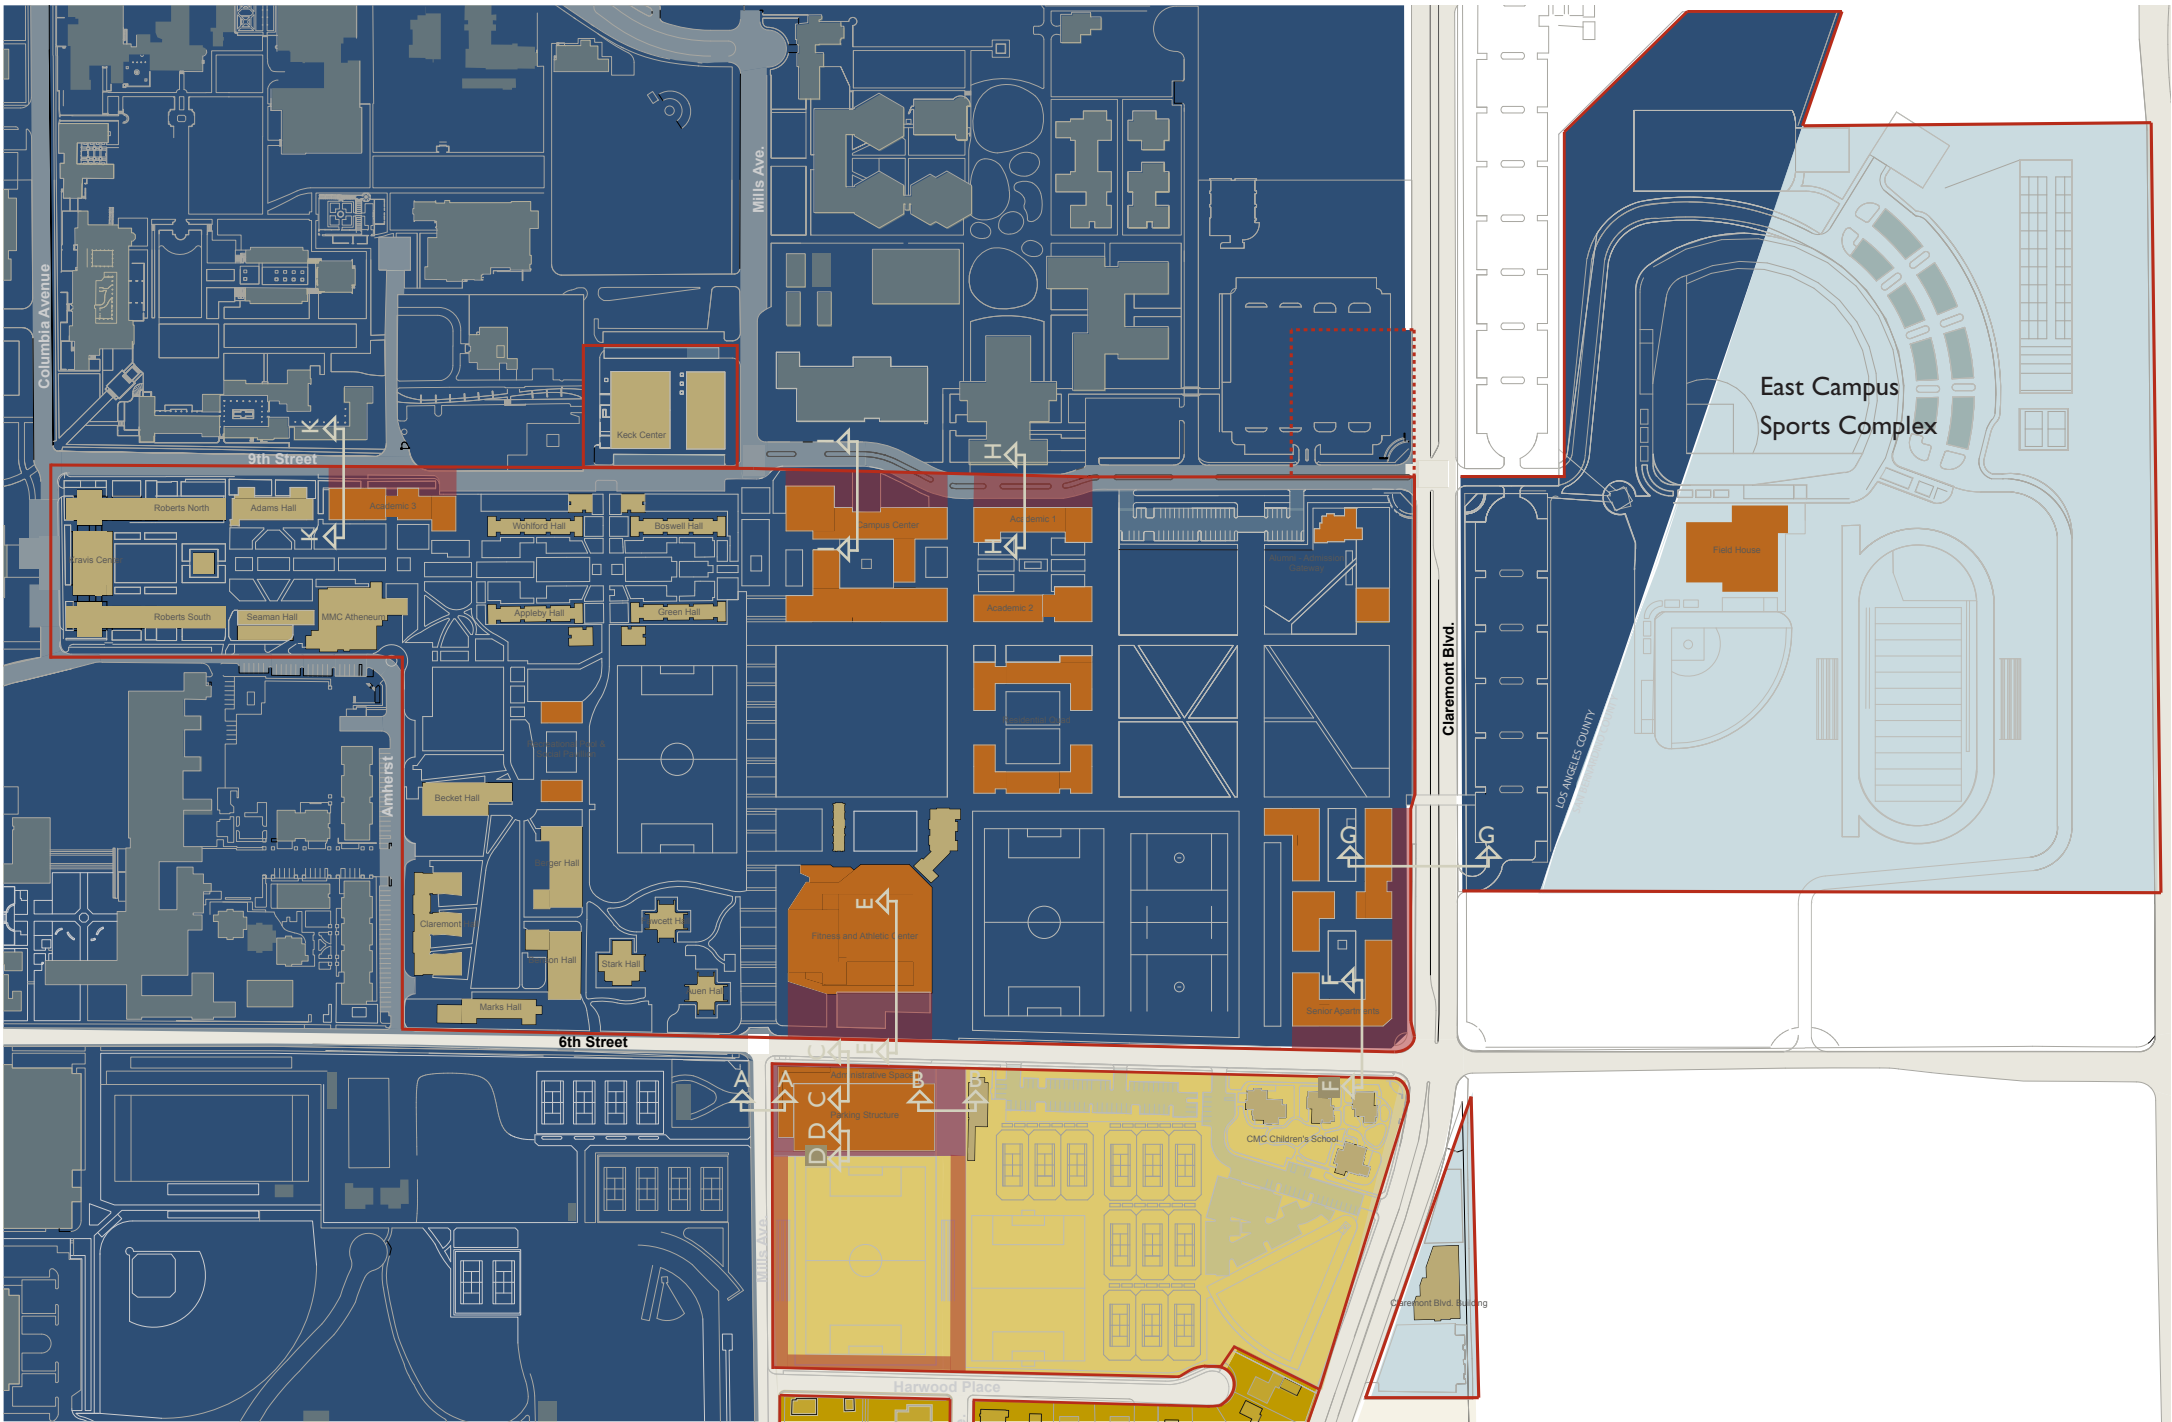 Mills Ave.
Columbia Avenue
East Campus
Sports Complex
Keck Center
K
I
H
9th Street
Roberts North
Adams Hall
Academic 3
Wohlford Hall
Boswell Hall
Campus Center
Academic 1
K
I
H
Field House
Roberts South
Seaman Hall
MMC Atheneum
Appleby Hall
Green Hall
Academic 2
Claremont Blvd.
LOS ANGELES COUNTY
Amherst
Becket Hall
G
G
Claremont
E
Fitness and Athletic Center
Stark Hall
F
Marks Hall
Senior Apartments
6th Street
C
E
Administrative Space
A
A
B
B
F
C
Parking Structure
D
D
CMC Children's School
Mills Ave
Claremont Blvd. Building
Harwood Place